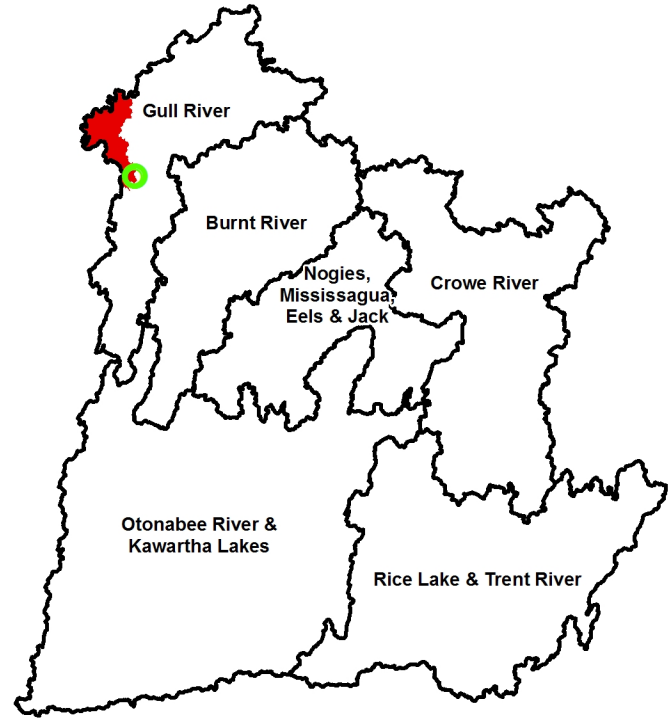 Gull River
Burnt River
Nogies,
Mississagua,
Eels & Jack
Crowe River
Otonabee River &
Kawartha Lakes
Rice Lake & Trent River